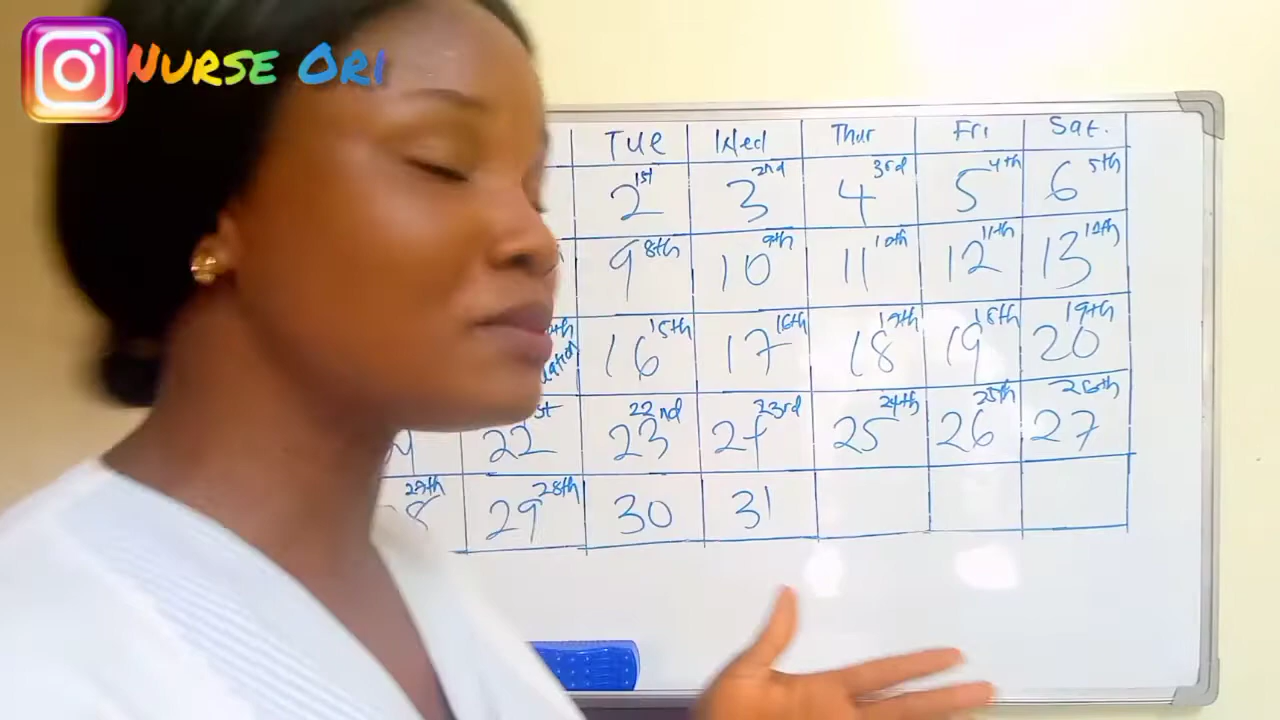 Nurse Ori
Tue Wed Thur Fri Sat.
2 1st 3 2nd 4 3rd 5 4th 6 5th
9 8th 10 9th 11 10th 12 11th 13
16 15th 17 16th 18 19 18th 20 19th
22 23 22nd 24 23rd 25 24th 26 25th 27 26th
27th 29 28th 30 31